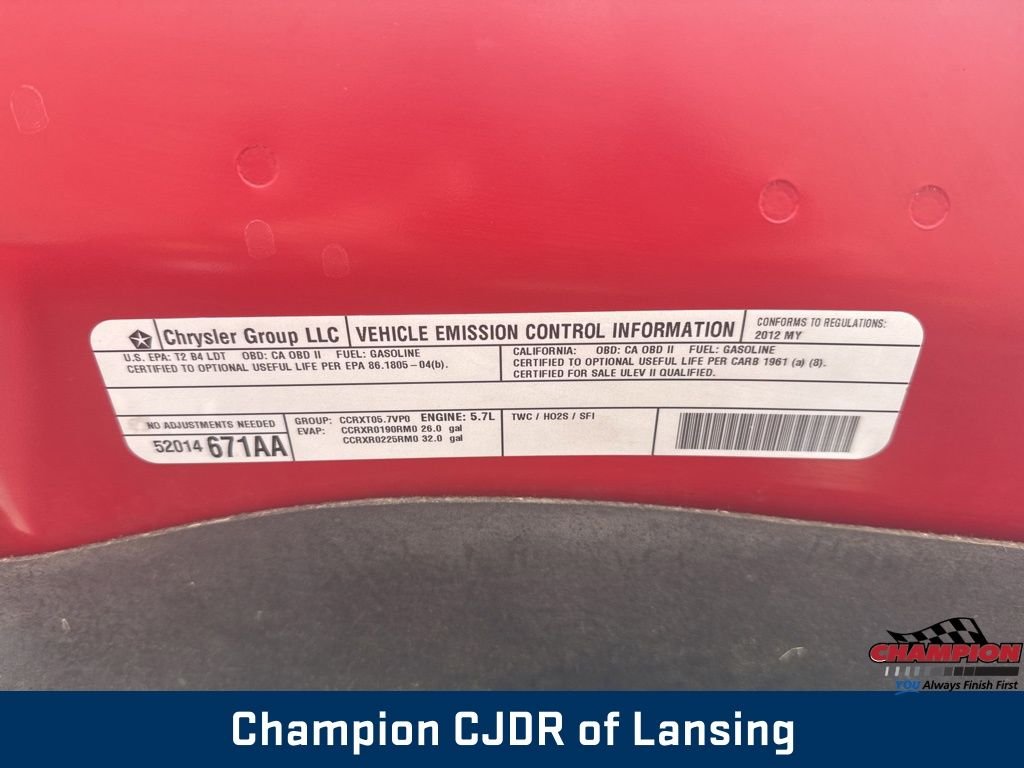 Chrysler Group LLC
VEHICLE EMISSION CONTROL INFORMATION
CONFORMS TO REGULATIONS:
2012 MY
U.S. EPA: T2 B4 LDT OBD: CA OBD II FUEL: GASOLINE
CERTIFIED TO OPTIONAL USEFUL LIFE PER EPA 86.1805-04(b).
CALIFORNIA: OBD: CA OBD II FUEL: GASOLINE
CERTIFIED TO OPTIONAL USEFUL LIFE PER CARB 1961 (a) (8).
CERTIFIED FOR SALE ULEV II QUALIFIED.
NO ADJUSTMENTS NEEDED
52014 671AA
GROUP: CCRXT05.7VP0 ENGINE: 5.7L
EVAP: CCRXR0190RM0 26.0 gal
CCRXR0225RM0 32.0 gal
TWC / HO2S / SFI
CHAMPION
YOU Always Finish First
Champion CJDR of Lansing